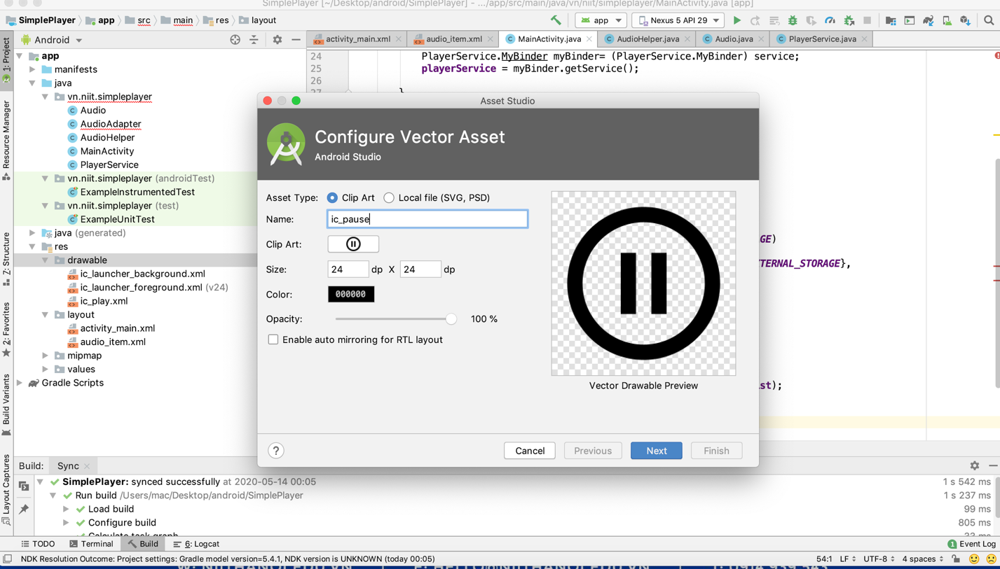 SimplePlayer [~/Desktop/android/SimplePlayer] - .../app/src/main/java/vn/niit/simpleplayer/MainActivity.java [app]
SimplePlayer app src main res layout
app Nexus 5 API 29
Android
activity_main.xml audio_item.xml MainActivity.java AudioHelper.java Audio.java PlayerService.java
1: Project
Resource Manager
Z: Structure
2: Favorites
Build Variants
Layout Captures
app
manifests
java
vn.niit.simpleplayer
Audio
AudioAdapter
AudioHelper
MainActivity
PlayerService
vn.niit.simpleplayer (androidTest)
ExampleInstrumentedTest
vn.niit.simpleplayer (test)
ExampleUnitTest
java (generated)
res
drawable
ic_launcher_background.xml
ic_launcher_foreground.xml (v24)
ic_play.xml
layout
activity_main.xml
audio_item.xml
mipmap
values
Gradle Scripts
24 PlayerService.MyBinder myBinder= (PlayerService.MyBinder) service;
25 playerService = myBinder.getService();
26
27 }
GE)
TERNAL_STORAGE},
st);
Asset Studio
Configure Vector Asset
Android Studio
Asset Type: Clip Art Local file (SVG, PSD)
Name: ic_pause
Clip Art:
Size: 24 dp X 24 dp
Color: 000000
Opacity: 100 %
Enable auto mirroring for RTL layout
Vector Drawable Preview
? Cancel Previous Next Finish
Build: Sync
SimplePlayer: synced successfully at 2020-05-14 00:05 1 s 542 ms
Run build /Users/mac/Desktop/android/SimplePlayer 1 s 237 ms
Load build 99 ms
Configure build 805 ms
Calculate task graph 33 ms
TODO Terminal Build 6: Logcat 1 Event Log
NDK Resolution Outcome: Project settings: Gradle model version=5.4.1, NDK version is UNKNOWN (today 00:05) 54:1 LF UTF-8 4 spaces